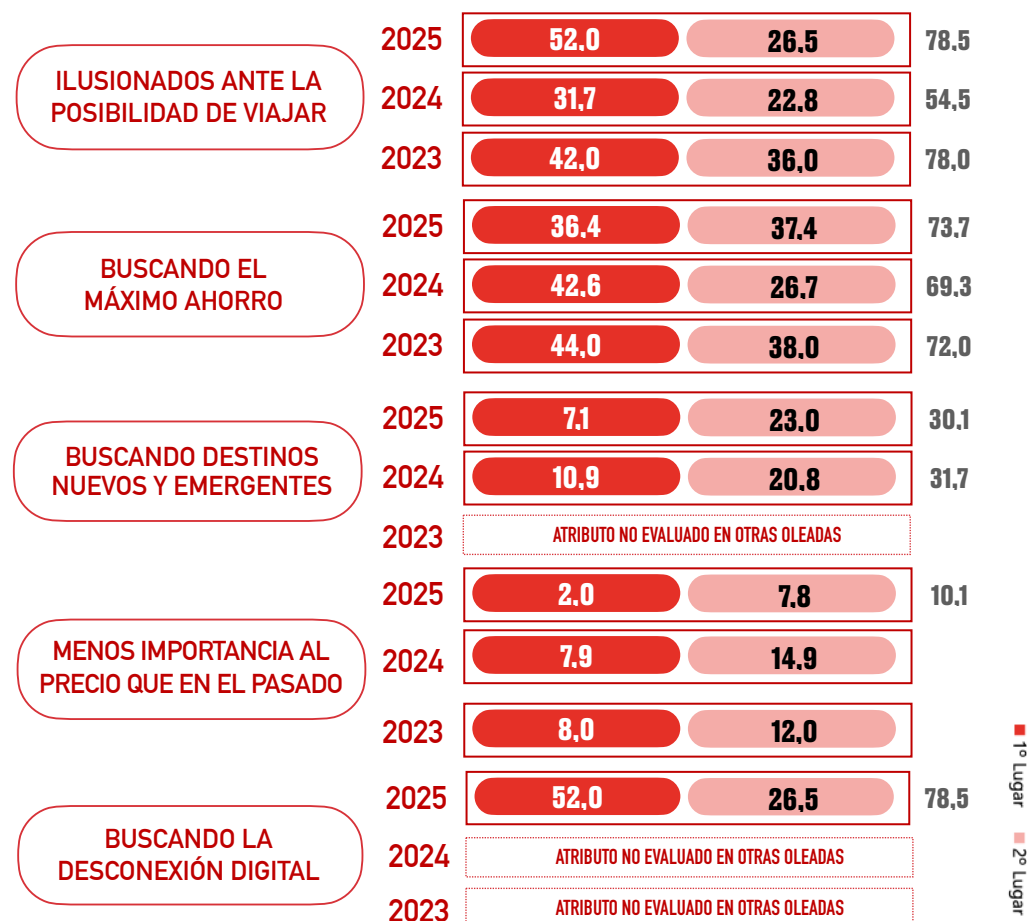 ILUSIONADOS ANTE LA
POSIBILIDAD DE VIAJAR
2025 52,0 26,5 78,5
2024 31,7 22,8 54,5
2023 42,0 36,0 78,0
BUSCANDO EL
MÁXIMO AHORRO
2025 36,4 37,4 73,7
2024 42,6 26,7 69,3
2023 44,0 38,0 72,0
BUSCANDO DESTINOS
NUEVOS Y EMERGENTES
2025 7,1 23,0 30,1
2024 10,9 20,8 31,7
2023 ATRIBUTO NO EVALUADO EN OTRAS OLEADAS
MENOS IMPORTANCIA AL
PRECIO QUE EN EL PASADO
2025 2,0 7,8 10,1
2024 7,9 14,9
2023 8,0 12,0
BUSCANDO LA
DESCONEXIÓN DIGITAL
2025 52,0 26,5 78,5
2024 ATRIBUTO NO EVALUADO EN OTRAS OLEADAS
2023 ATRIBUTO NO EVALUADO EN OTRAS OLEADAS
1º Lugar 2º Lugar